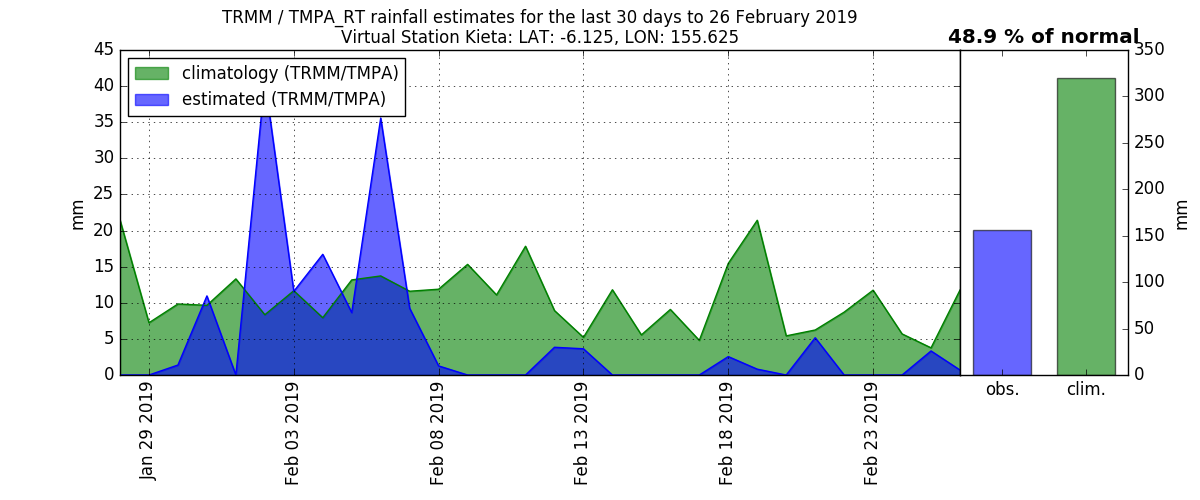 TRMM / TMPA_RT rainfall estimates for the last 30 days to 26 February 2019
Virtual Station Kieta: LAT: -6.125, LON: 155.625
48.9 % of normal
climatology (TRMM/TMPA)
estimated (TRMM/TMPA)
mm
45
40
35
30
25
20
15
10
5
0
Jan 29 2019
Feb 03 2019
Feb 08 2019
Feb 13 2019
Feb 18 2019
Feb 23 2019
obs.
clim.
350
300
250
200
150
100
50
0
mm